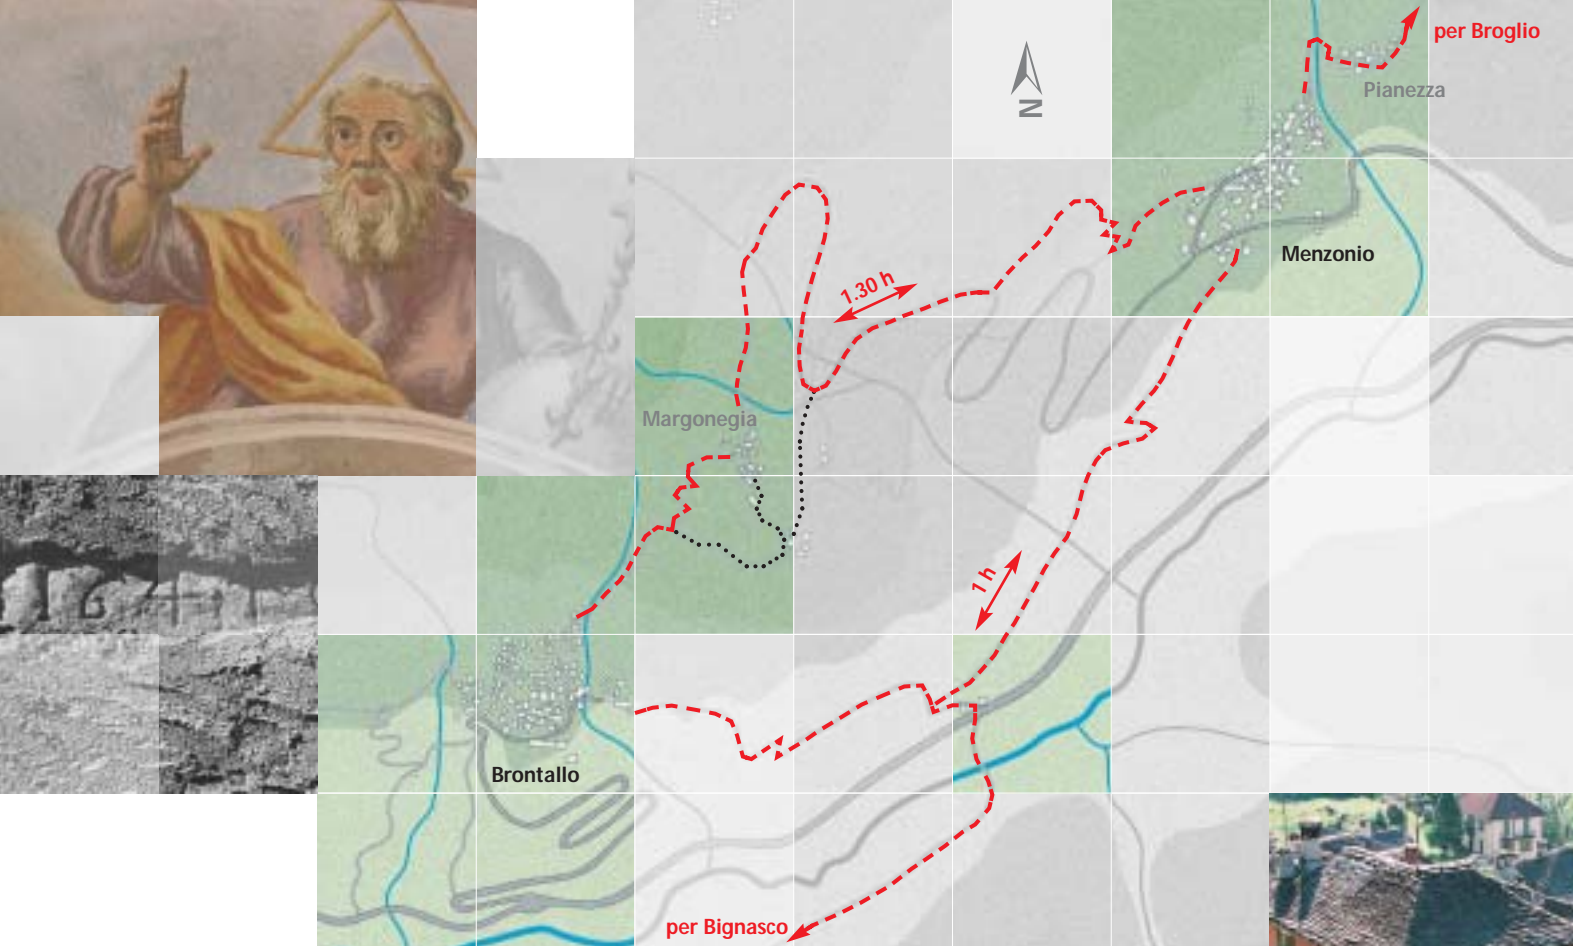 per Broglio
Pianezza
N
Menzonio
1.30 h
Margonegia
1 h
Brontallo
per Bignasco